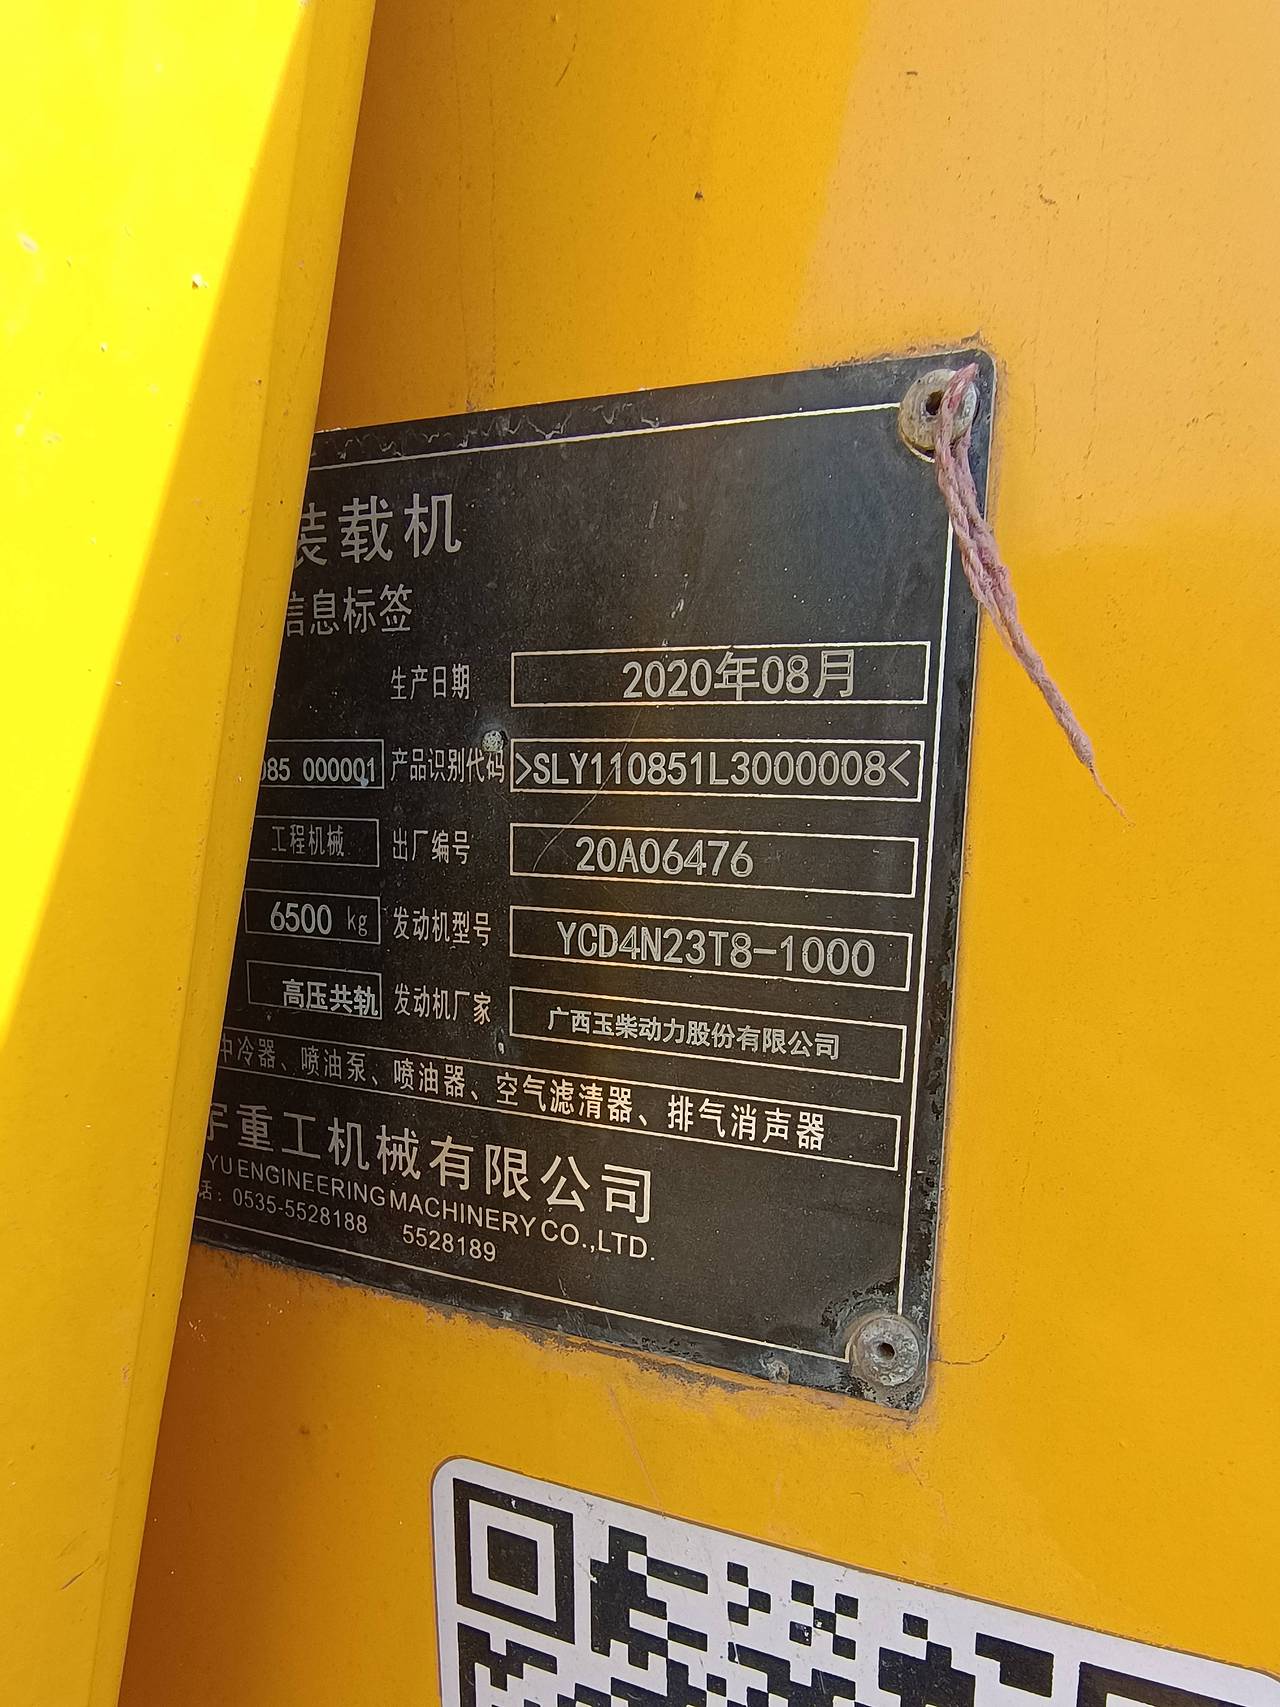 装载机
信息标签
生产日期 2020年08月
085 000001 产品识别代码 >SLY110851L3000008<
工程机械 出厂编号 20A06476
6500 kg 发动机型号 YCD4N23T8-1000
高压共轨 发动机厂家 广西玉柴动力股份有限公司
中冷器、喷油泵、喷油器、空气滤清器、排气消声器
宇重工机械有限公司
YU ENGINEERING MACHINERY CO.,LTD.
话: 0535-5528188 5528189